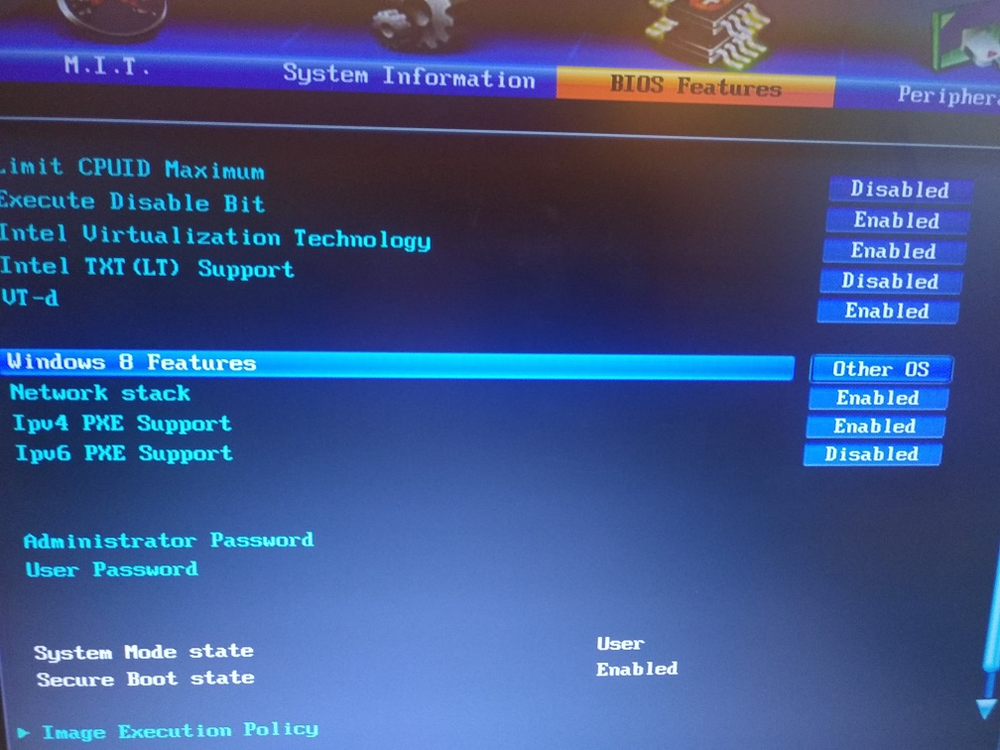 M.I.T. System Information BIOS Features Peripher
Limit CPUID Maximum Disabled
Execute Disable Bit Enabled
Intel Virtualization Technology Enabled
Intel TXT(LT) Support Disabled
VT-d Enabled
Windows 8 Features Other OS
Network stack Enabled
Ipv4 PXE Support Enabled
Ipv6 PXE Support Disabled
Administrator Password
User Password
System Mode state User
Secure Boot state Enabled
▶ Image Execution Policy